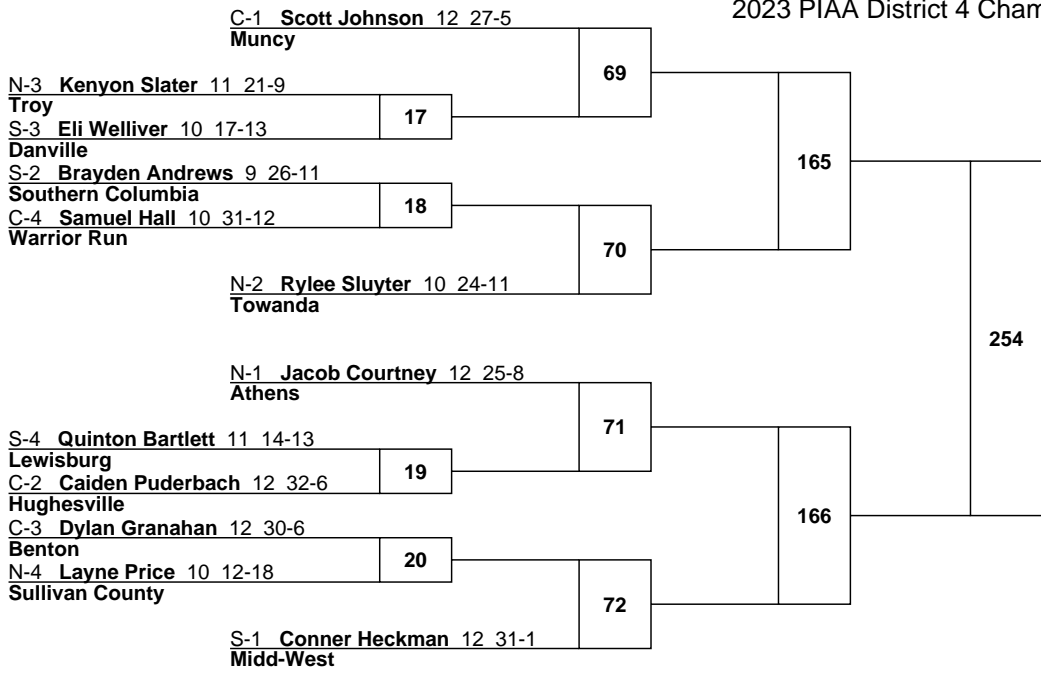 2023 PIAA District 4 Cham
C-1 Scott Johnson 12 27-5
Muncy
69
N-3 Kenyon Slater 11 21-9
Troy
17
S-3 Eli Welliver 10 17-13
Danville
165
S-2 Brayden Andrews 9 26-11
Southern Columbia
18
C-4 Samuel Hall 10 31-12
Warrior Run
70
N-2 Rylee Sluyter 10 24-11
Towanda
254
N-1 Jacob Courtney 12 25-8
Athens
71
S-4 Quinton Bartlett 11 14-13
Lewisburg
19
C-2 Caiden Puderbach 12 32-6
Hughesville
166
C-3 Dylan Granahan 12 30-6
Benton
20
N-4 Layne Price 10 12-18
Sullivan County
72
S-1 Conner Heckman 12 31-1
Midd-West